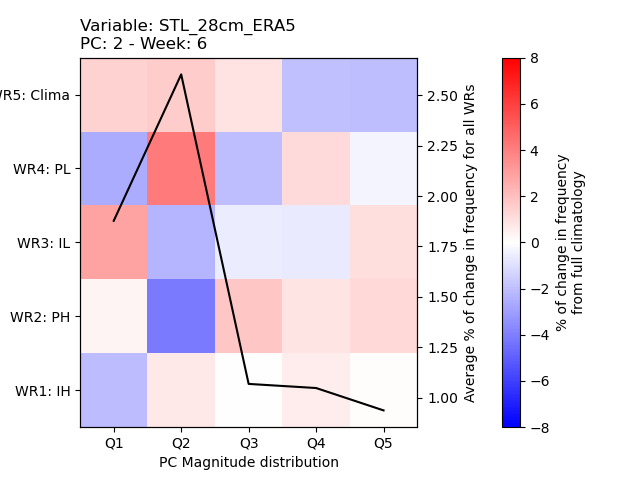 Variable: STL_28cm_ERA5
PC: 2 - Week: 6
WR5: Clima
WR4: PL
WR3: IL
WR2: PH
WR1: IH
Q1 Q2 Q3 Q4 Q5
PC Magnitude distribution
2.50
2.25
2.00
1.75
1.50
1.25
1.00
Average % of change in frequency for all WRs
8
6
4
2
0
−2
−4
−6
−8
% of change in frequency
from full climatology